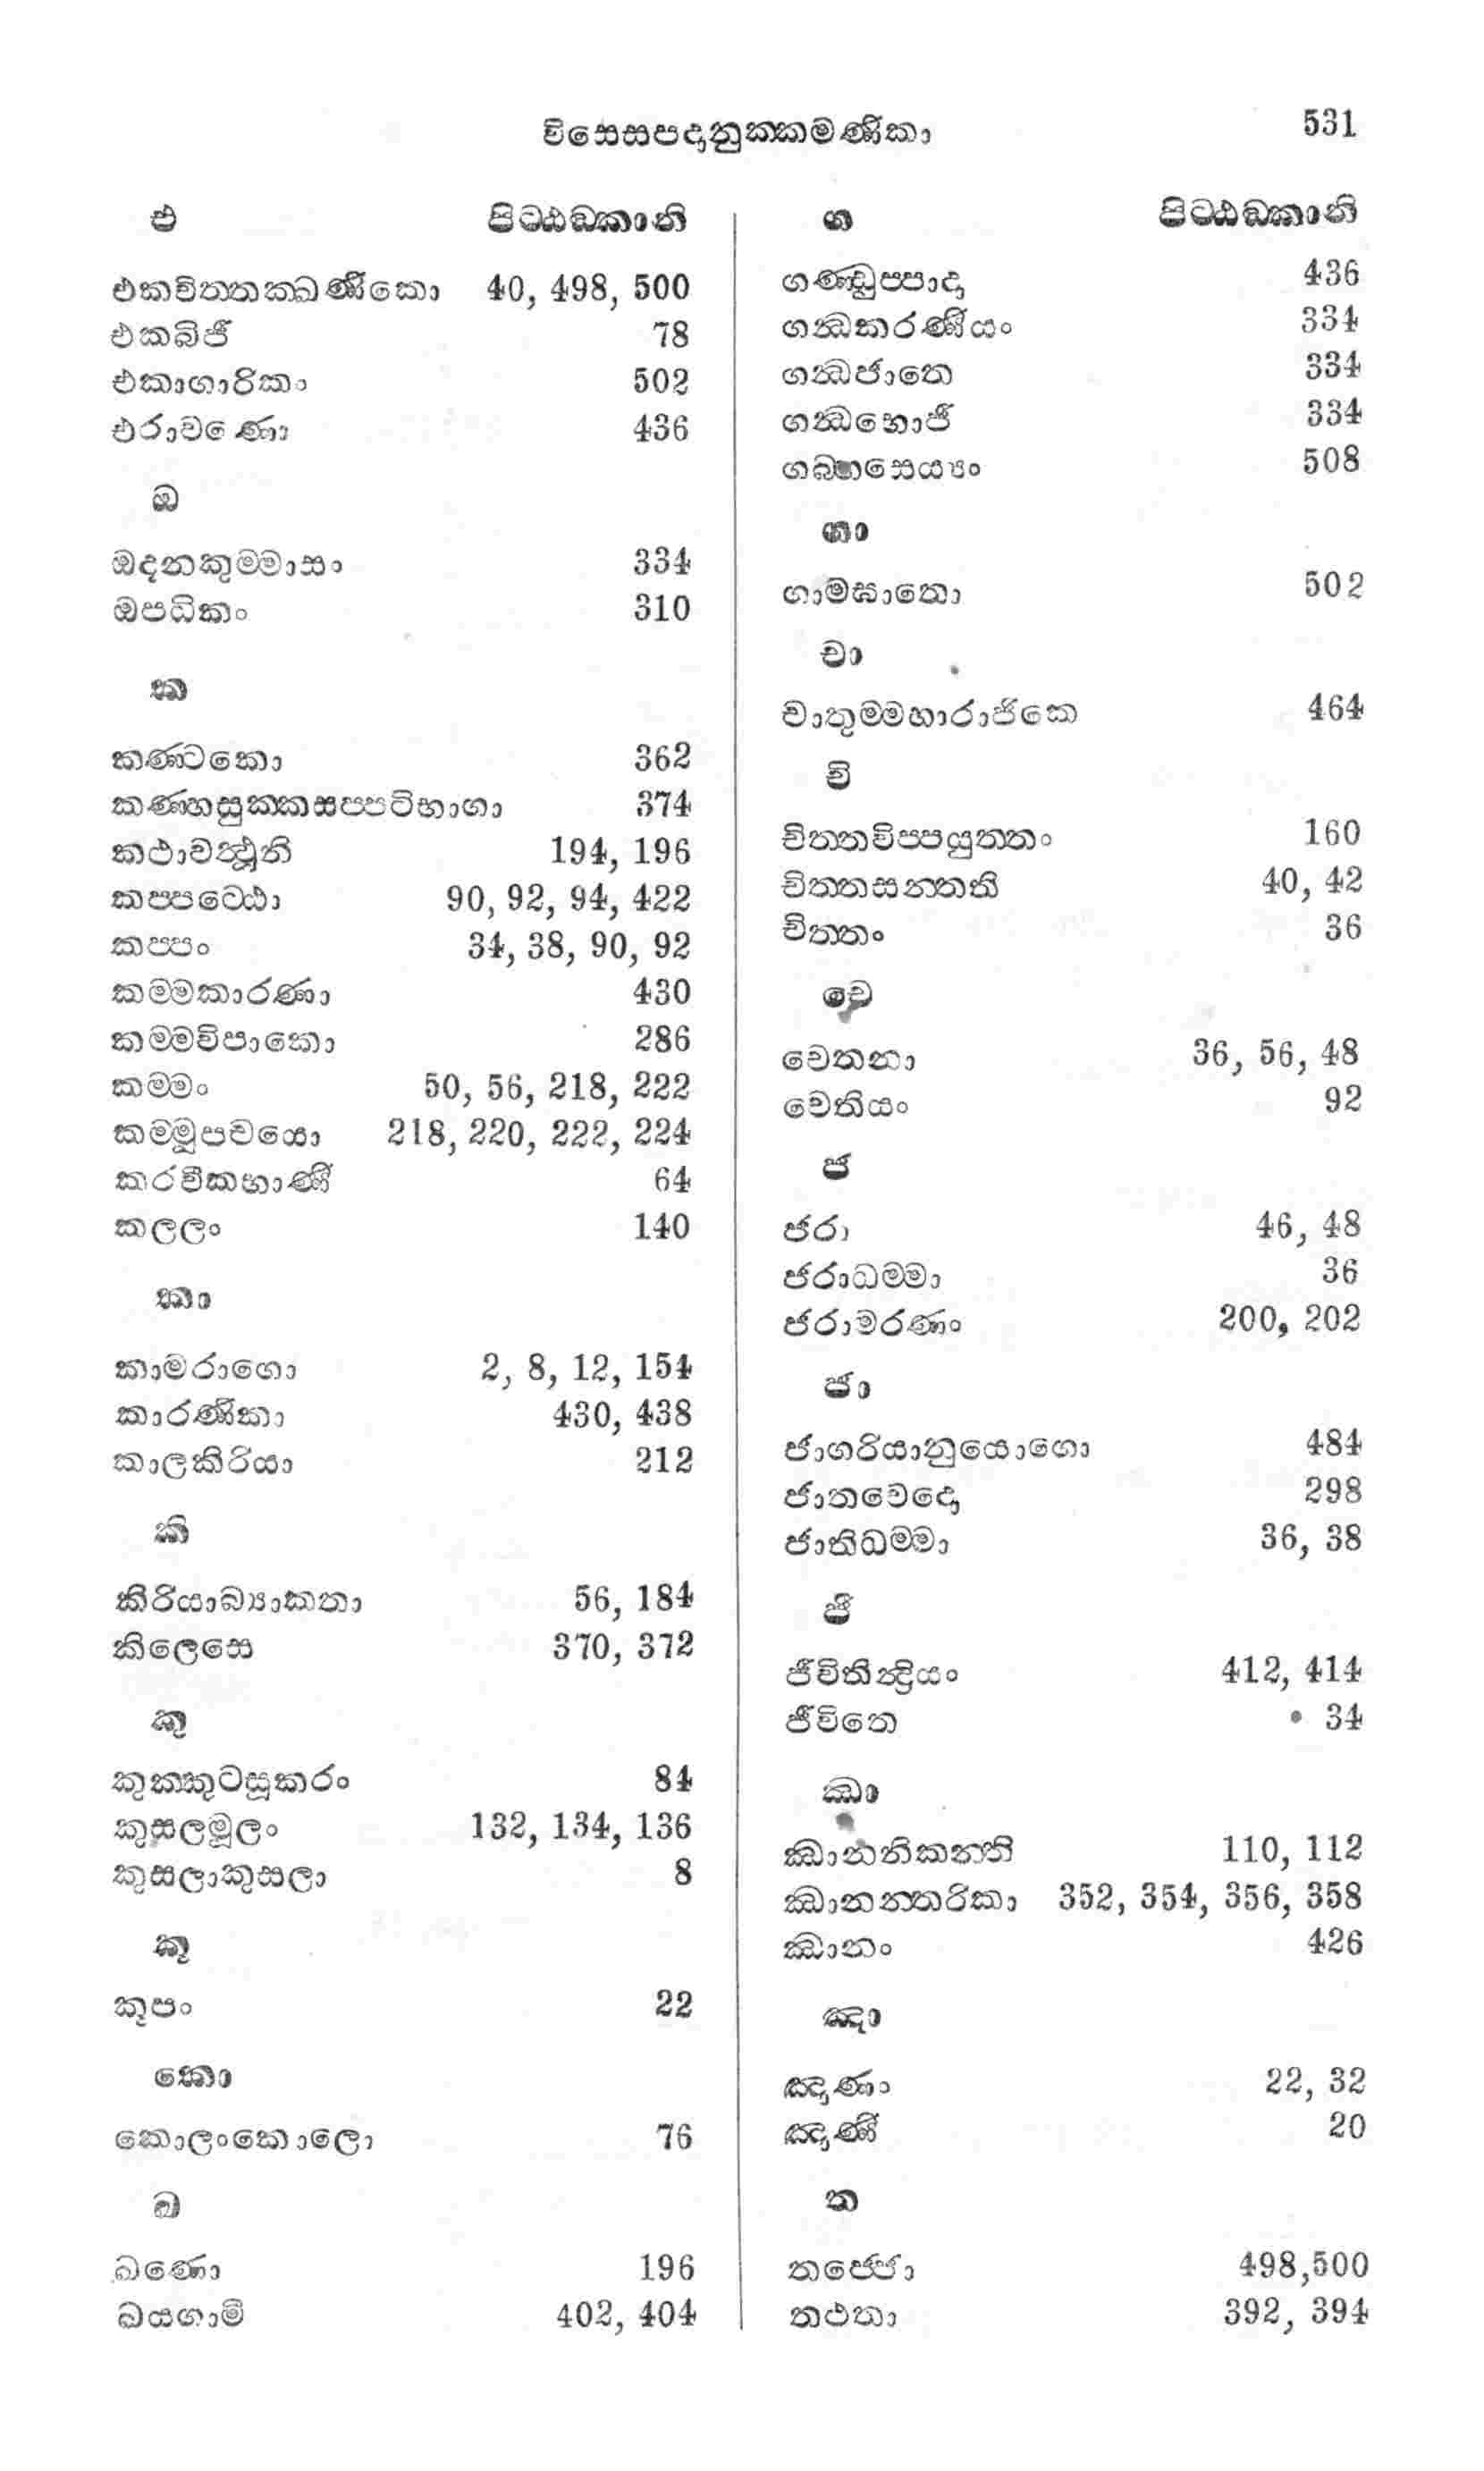 විසෙසපදානුක්කමණිකා 531
එ පිට්ඨඞ්කානි
එකචිත්තක්ඛණිකො 40, 498, 500
එකබීජී 78
එකාගාරිකා 502
එරාවණො 436
ඔ
ඔදනකුම්මාසා 334
ඔපධිකං 310
ක
කණ්ටකො 362
කණ්හසුක්කසප්පටිභාගා 374
කථාවත්ථූනි 194, 196
කප්පට්ඨො 90, 92, 94, 422
කප්පං 34, 38, 90, 92
කම්මකාරණා 430
කම්මවිපාකො 286
කම්මං 50, 56, 218, 222
කම්මූපචයො 218, 220, 222, 224
කරවීකභාණී 64
කලලං 140
කා
කාමරාගො 2, 8, 12, 154
කාරණිකා 430, 438
කාලකිරියා 212
කි
කිරියාබ්‍යාකතා 56, 184
කිලෙසෙ 370, 372
කු
කුක්කුටසූකරං 84
කුසලමූලං 132, 134, 136
කුසලාකුසලා 8
කූ
කූපං 22
කො
කොලංකොලො 76
ඛ
ඛණො 196
ඛයගාමී 402, 404
ග පිට්ඨඞ්කානි
ගණ්ඩුප්පාදා 436
ගන්ධකරණීයං 334
ගන්ධජාතෙ 334
ගන්ධභොජී 334
ගබ්භසෙය්‍යං 508
ගා
ගාමඝාතො 502
චා
චාතුම්මහාරාජිකෙ 464
චි
චිත්තවිප්පයුත්තං 160
චිත්තසන්තති 40, 42
චිත්තං 36
චෙ
චෙතනා 36, 56, 48
චෙතියං 92
ජ
ජරා 46, 48
ජරාධම්මා 36
ජරාමරණං 200, 202
ජා
ජාගරියානුයොගො 484
ජාතවෙදො 298
ජාතිධම්මා 36, 38
ජී
ජීවිතින්ද්‍රියං 412, 414
ජීවිතෙ 34
ඣා
ඣානනිකන්ති 110, 112
ඣානන්තරිකා 352, 354, 356, 358
ඣානං 426
ඤා
ඤාණා 22, 32
ඤාණී 20
ත
තජ්ජො 498,500
තථතා 392, 394